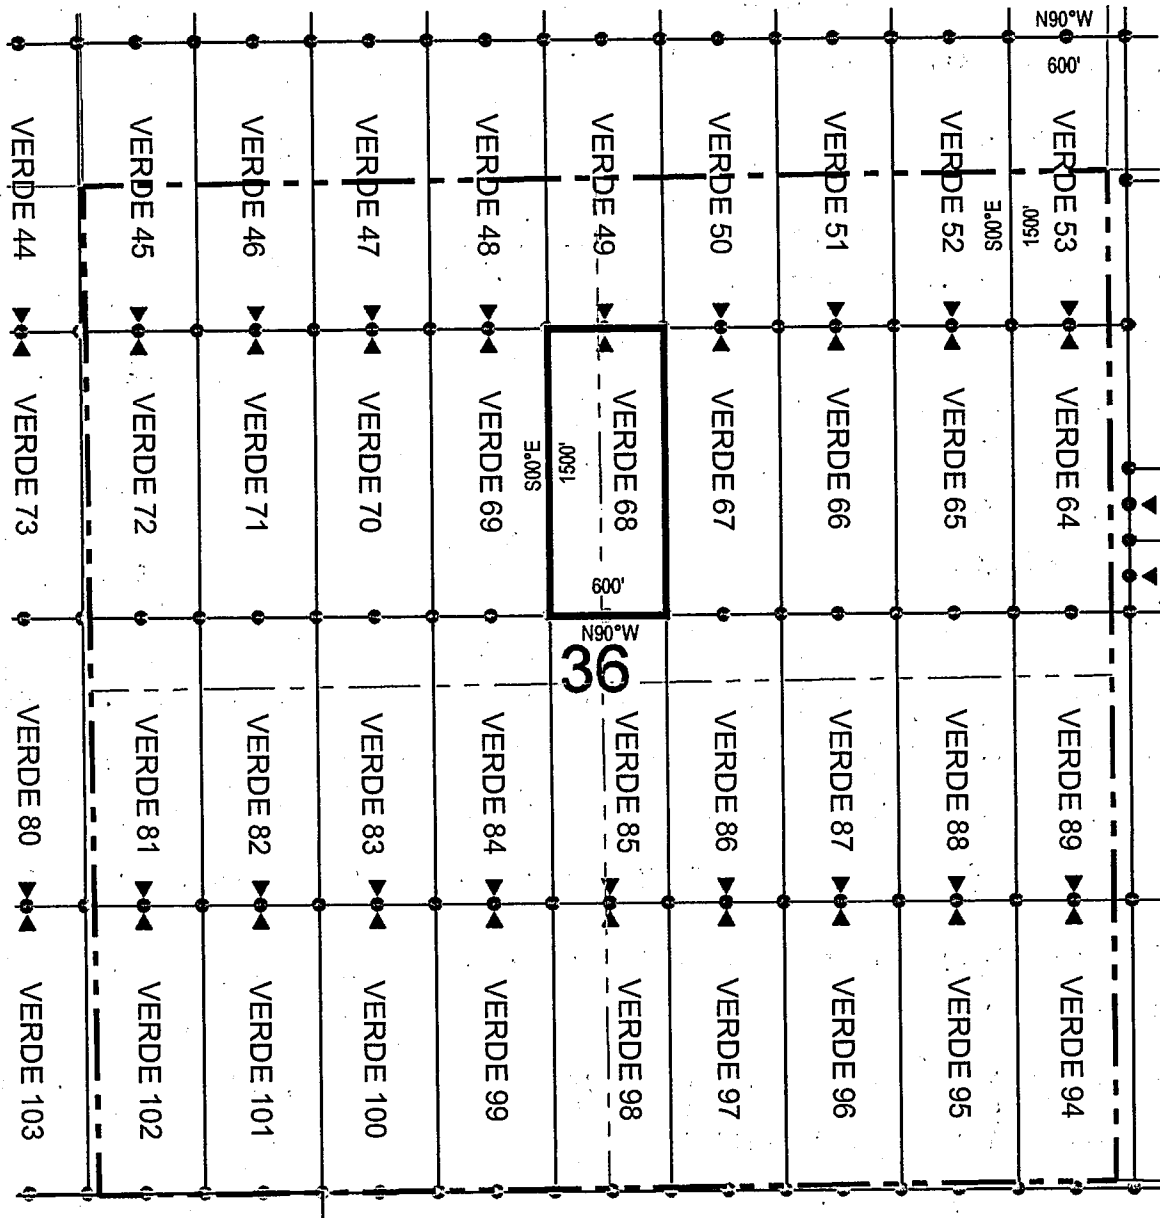 N90°W
600'
VERDE 44
VERDE 45
VERDE 46
VERDE 47
VERDE 48
VERDE 49
VERDE 50
VERDE 51
VERDE 52
S00°E
1500'
VERDE 53
VERDE 73
VERDE 72
VERDE 71
VERDE 70
VERDE 69
S00°E
1500'
VERDE 68
VERDE 67
VERDE 66
VERDE 65
VERDE 64
600'
N90°W
36
VERDE 80
VERDE 81
VERDE 82
VERDE 83
VERDE 84
VERDE 85
VERDE 86
VERDE 87
VERDE 88
VERDE 89
VERDE 103
VERDE 102
VERDE 101
VERDE 100
VERDE 99
VERDE 98
VERDE 97
VERDE 96
VERDE 95
VERDE 94